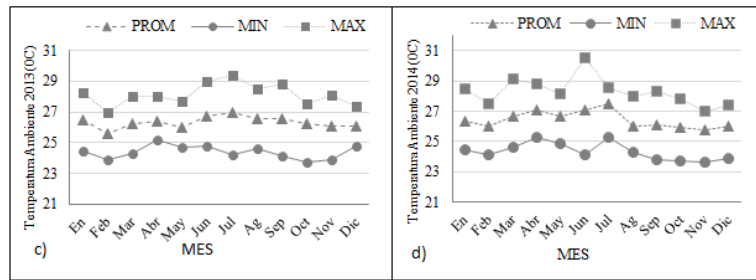 PROM MIN MAX
Temperatura Ambiente 2013 (0C)
31
29
27
25
23
21
En Feb Mar Abr May Jun Jul Ag Sep Oct Nov Dic
c)
MES
PROM MIN MAX
Temperatura Ambiente 2014 (0C)
31
29
27
25
23
21
En Feb Mar Abr May Jun Jul Ag Sep Oct Nov Dic
d)
MES